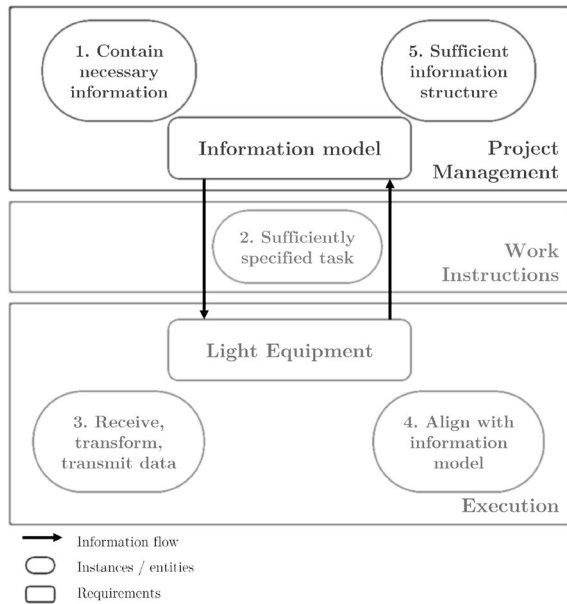 1. Contain
necessary
information
5. Sufficient
information
structure
Information model
Project
Management
2. Sufficiently
specified task
Work
Instructions
Light Equipment
3. Receive,
transform,
transmit data
4. Align with
information
model
Execution
Information flow
Instances / entities
Requirements